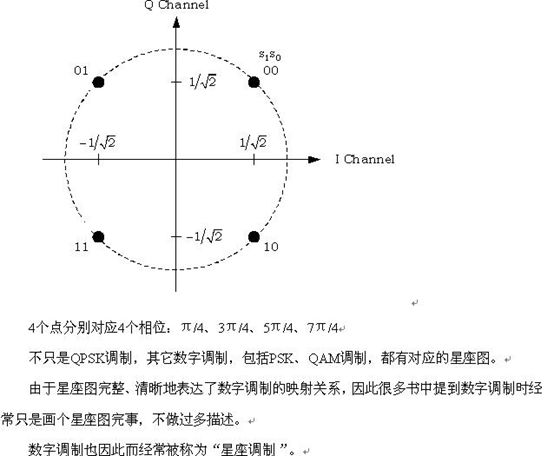 Q Channel
01
s₁s₀
00
1/√2
−1/√2
1/√2
I Channel
−1/√2
11
10
4个点分别对应4个相位：π/4、3π/4、5π/4、7π/4
不只是QPSK调制，其它数字调制，包括PSK、QAM调制，都有对应的星座图。
由于星座图完整、清晰地表达了数字调制的映射关系，因此很多书中提到数字调制时经
常只是画个星座图完事，不做过多描述。
数字调制也因此而经常被称为“星座调制”。